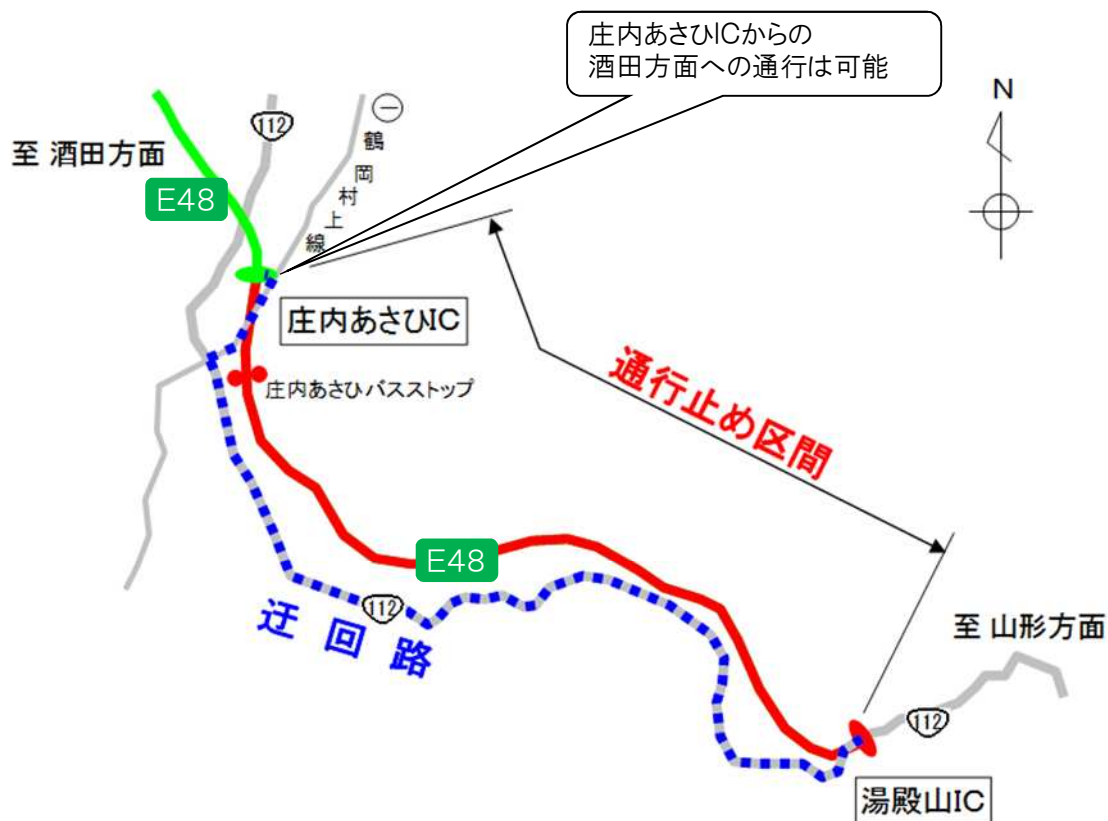 庄内あさひICからの
酒田方面への通行は可能
N
112
㊀鶴岡村上線
至 酒田方面
E48
庄内あさひIC
庄内あさひバスストップ
通行止め区間
E48
112
迂回路
至 山形方面
112
湯殿山IC